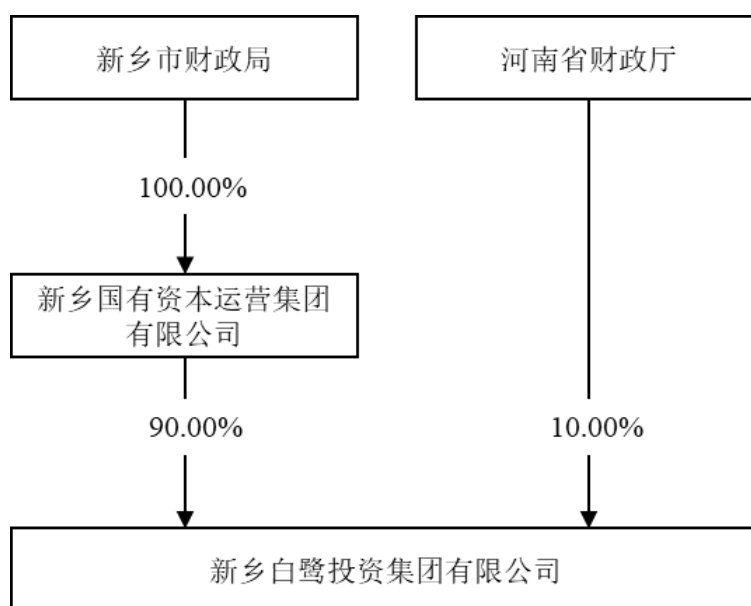 新乡市财政局
河南省财政厅
100.00%
新乡国有资本运营集团
有限公司
90.00%
10.00%
新乡白鹭投资集团有限公司